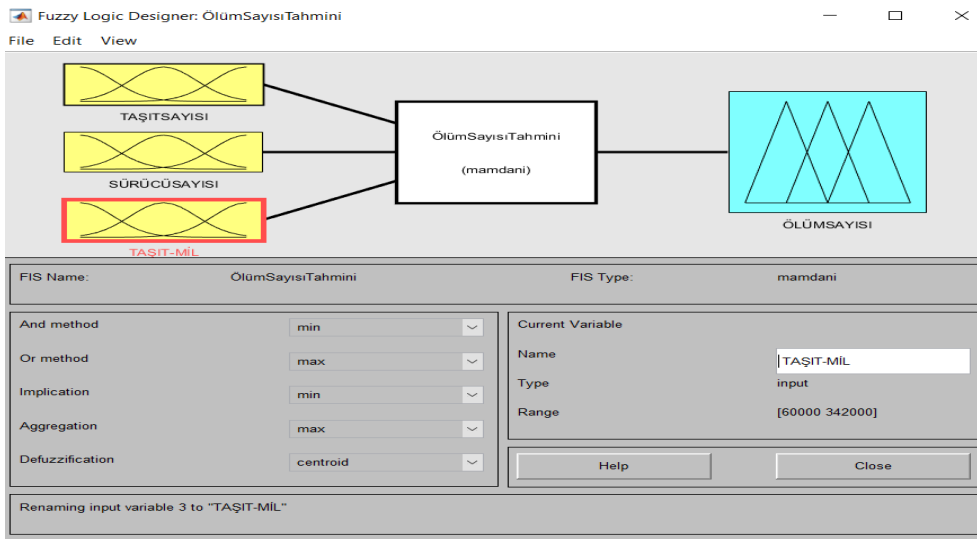 Fuzzy Logic Designer: ÖlümSayısıTahmini
File Edit View
TAŞITSAYISI
SÜRÜCÜSAYISI
TAŞIT-MİL
ÖlümSayısıTahmini
(mamdani)
ÖLÜMSAYISI
FIS Name: ÖlümSayısıTahmini FIS Type: mamdani
And method min
Or method max
Implication min
Aggregation max
Defuzzification centroid
Current Variable
Name TAŞIT-MİL
Type input
Range [60000 342000]
Help Close
Renaming input variable 3 to "TAŞIT-MİL"